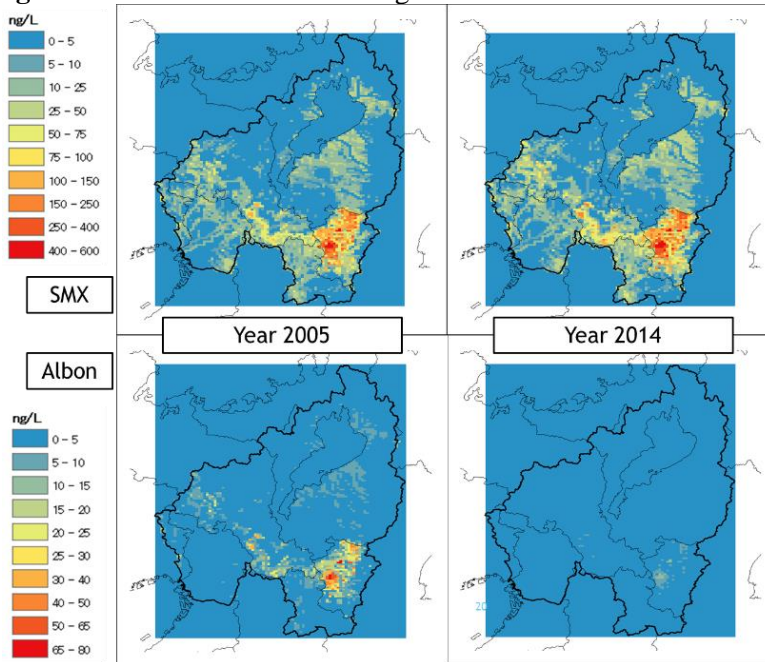 ng/L
0 – 5
5 – 10
10 – 25
25 – 50
50 – 75
75 – 100
100 – 150
150 – 250
250 – 400
400 – 600
SMX
Year 2005
Year 2014
Albon
ng/L
0 – 5
5 – 10
10 – 15
15 – 20
20 – 25
25 – 30
30 – 40
40 – 50
50 – 65
65 – 80
20